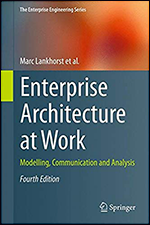 The Enterprise Engineering Series
Marc Lankhorst et al.
Enterprise
Architecture
at Work
Modelling, Communication and Analysis
Fourth Edition
Springer